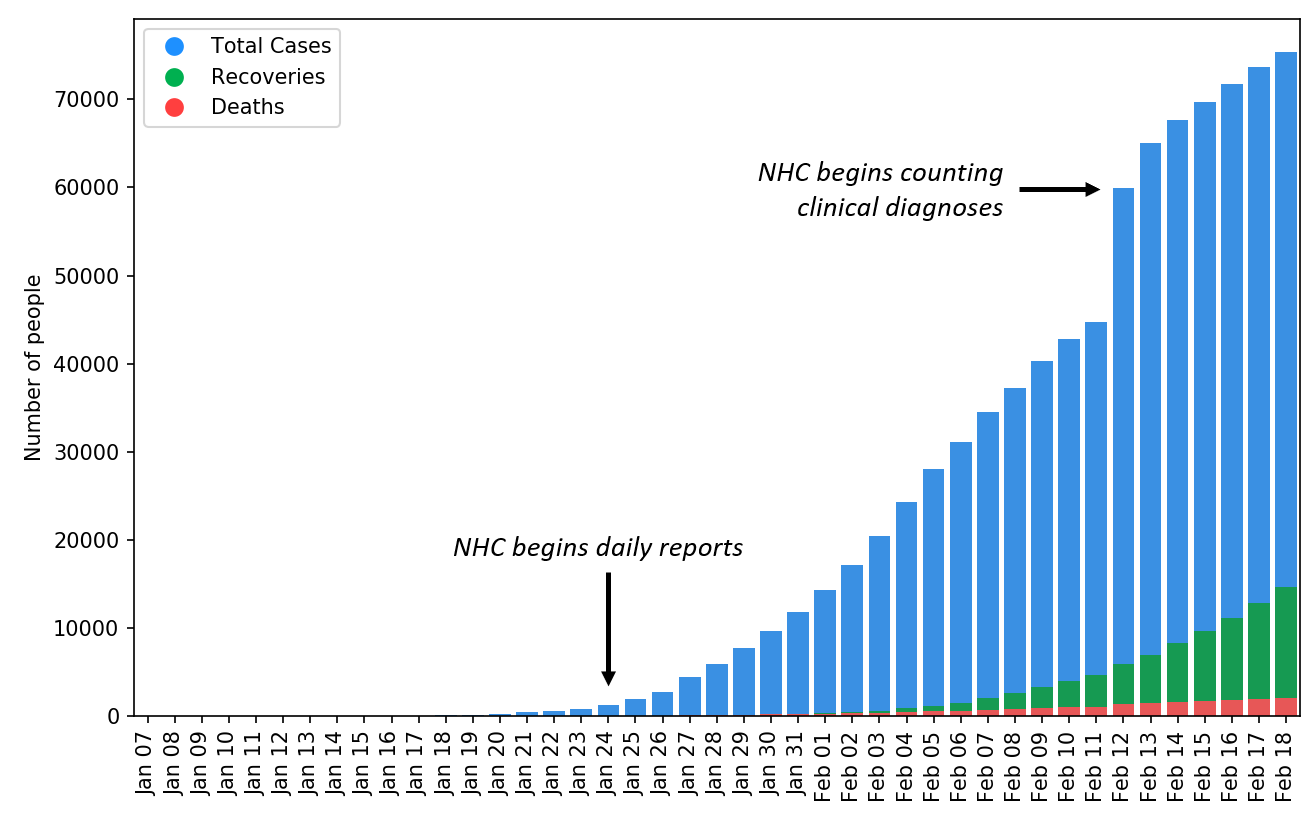 Total Cases
Recoveries
Deaths
70000
60000
50000
40000
30000
20000
10000
0
Number of people
NHC begins counting
clinical diagnoses
NHC begins daily reports
Jan 07
Jan 08
Jan 09
Jan 10
Jan 11
Jan 12
Jan 13
Jan 14
Jan 15
Jan 16
Jan 17
Jan 18
Jan 19
Jan 20
Jan 21
Jan 22
Jan 23
Jan 24
Jan 25
Jan 26
Jan 27
Jan 28
Jan 29
Jan 30
Jan 31
Feb 01
Feb 02
Feb 03
Feb 04
Feb 05
Feb 06
Feb 07
Feb 08
Feb 09
Feb 10
Feb 11
Feb 12
Feb 13
Feb 14
Feb 15
Feb 16
Feb 17
Feb 18